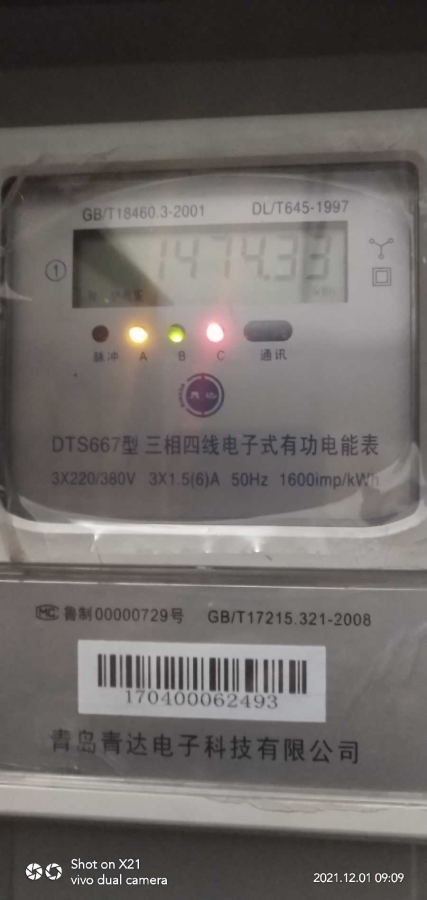 GB/T18460.3-2001 DL/T645-1997
1474.33
1
脉冲 A B C 通讯
DTS667型 三相四线电子式有功电能表
3X220/380V 3X1.5(6)A 50Hz 1600imp/kWh
MC 鲁制00000729号 GB/T17215.321-2008
170400062493
青岛青达电子科技有限公司
Shot on X21
vivo dual camera 2021.12.01 09:09